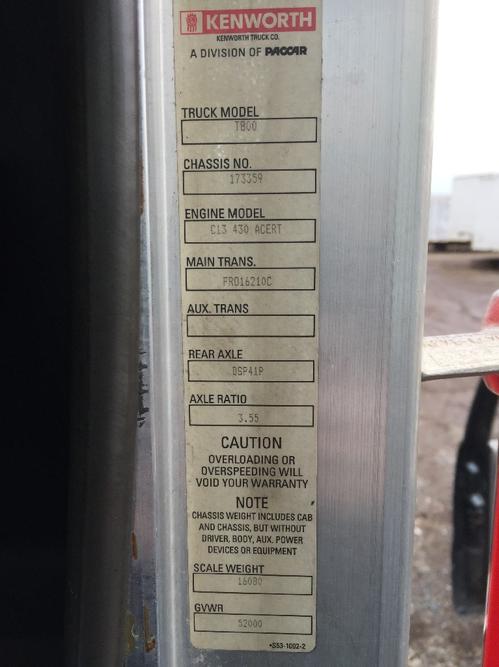 KENWORTH
KENWORTH TRUCK CO.
A DIVISION OF PACCAR
TRUCK MODEL
T800
CHASSIS NO.
173359
ENGINE MODEL
C13 430 ACERT
MAIN TRANS.
FRO16210C
AUX. TRANS
REAR AXLE
DSP41P
AXLE RATIO
3.55
CAUTION
OVERLOADING OR
OVERSPEEDING WILL
VOID YOUR WARRANTY
NOTE
CHASSIS WEIGHT INCLUDES CAB
AND CHASSIS, BUT WITHOUT
DRIVER, BODY, AUX. POWER
DEVICES OR EQUIPMENT
SCALE WEIGHT
16080
GVWR
52000
•S53-1002-2